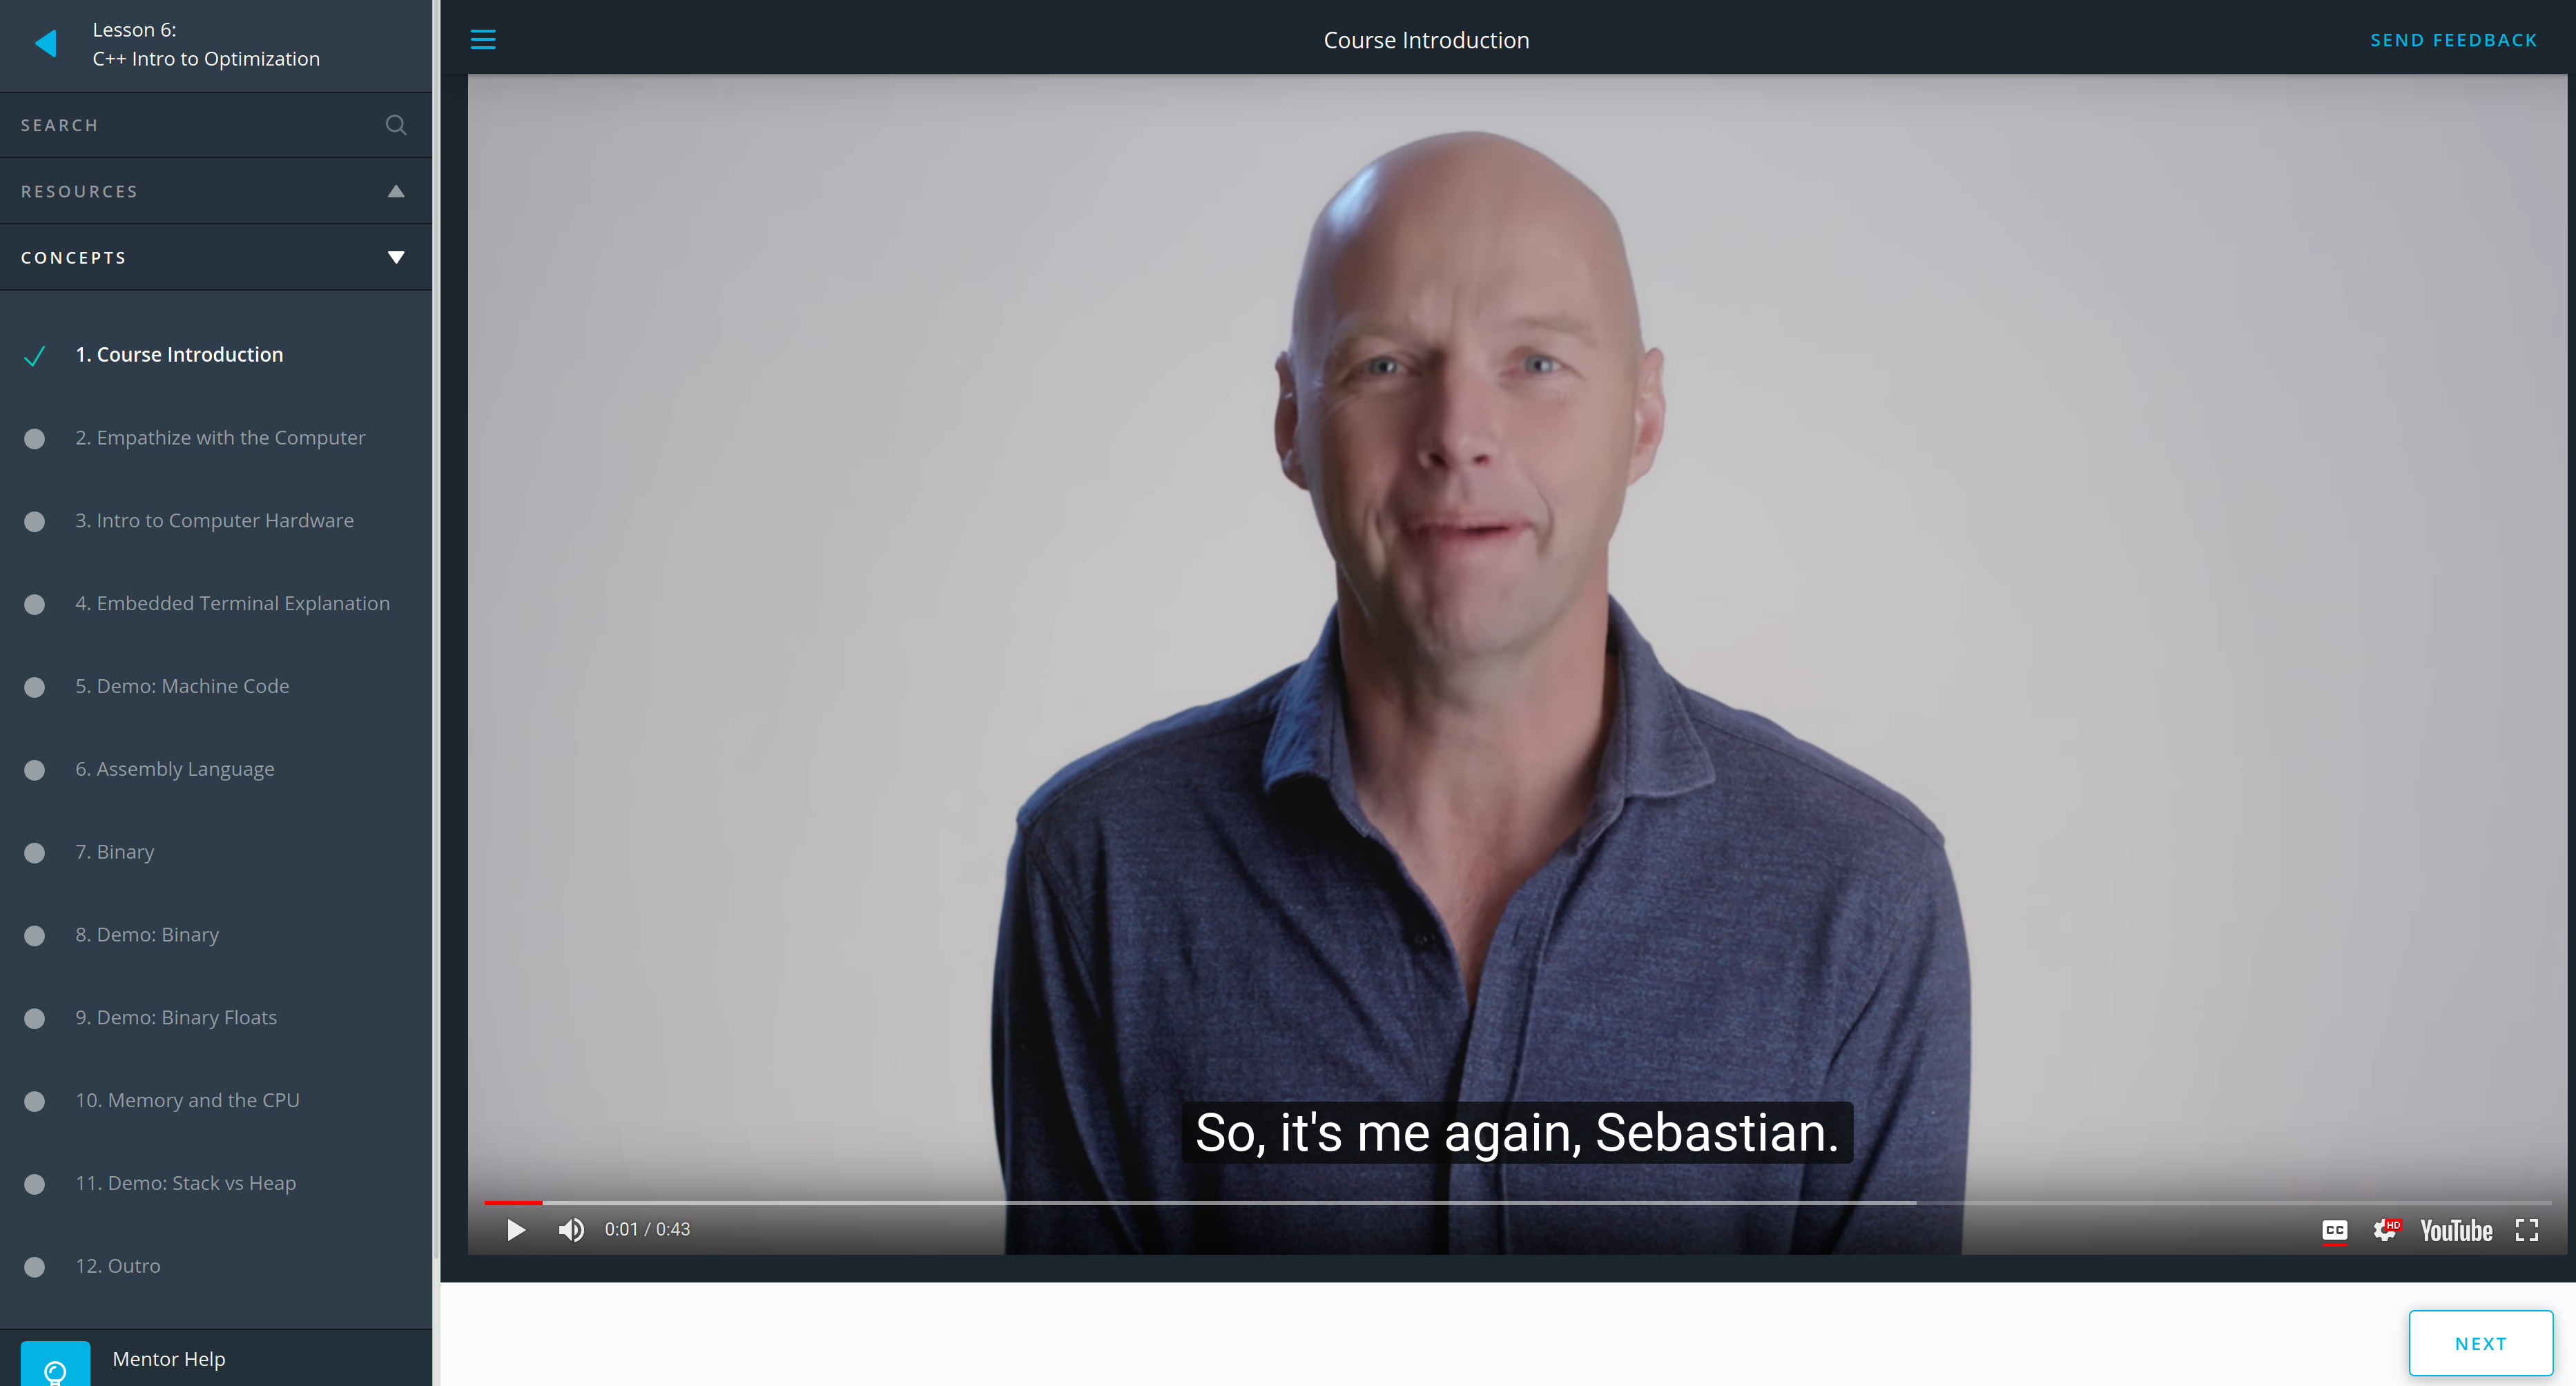 Lesson 6:
C++ Intro to Optimization
SEARCH
RESOURCES
CONCEPTS
1. Course Introduction
2. Empathize with the Computer
3. Intro to Computer Hardware
4. Embedded Terminal Explanation
5. Demo: Machine Code
6. Assembly Language
7. Binary
8. Demo: Binary
9. Demo: Binary Floats
10. Memory and the CPU
11. Demo: Stack vs Heap
12. Outro
Mentor Help
Course Introduction
SEND FEEDBACK
So, it's me again, Sebastian.
0:01 / 0:43
CC
HD
YouTube
NEXT